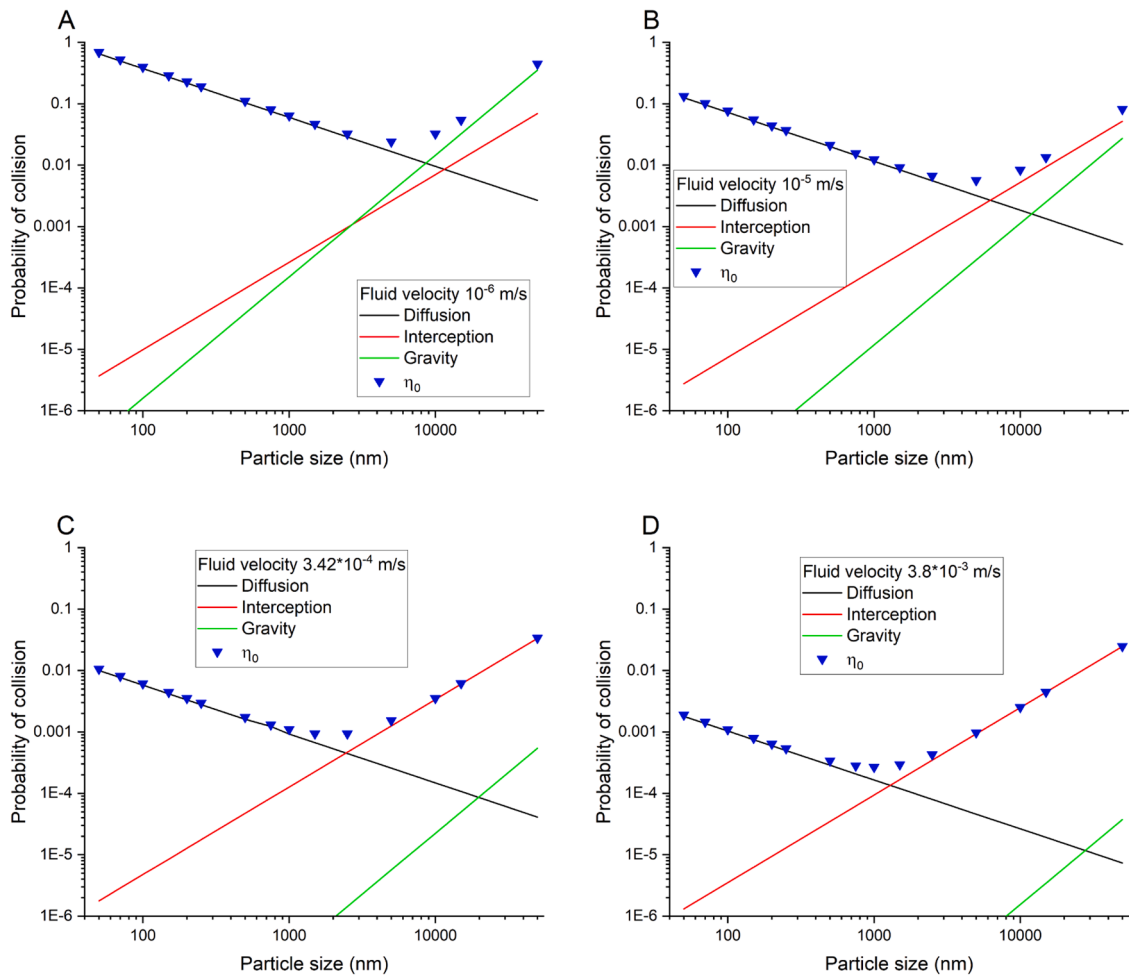 A
Probability of collision
1
0.1
0.01
0.001
1E-4
1E-5
1E-6
Fluid velocity 10⁻⁶ m/s
Diffusion
Interception
Gravity
η₀
100
1000
10000
Particle size (nm)
B
Probability of collision
1
0.1
0.01
0.001
1E-4
1E-5
1E-6
Fluid velocity 10⁻⁵ m/s
Diffusion
Interception
Gravity
η₀
100
1000
10000
Particle size (nm)
C
Probability of collision
1
0.1
0.01
0.001
1E-4
1E-5
1E-6
Fluid velocity 3.42*10⁻⁴ m/s
Diffusion
Interception
Gravity
η₀
100
1000
10000
Particle size (nm)
D
Probability of collision
1
0.1
0.01
0.001
1E-4
1E-5
1E-6
Fluid velocity 3.8*10⁻³ m/s
Diffusion
Interception
Gravity
η₀
100
1000
10000
Particle size (nm)